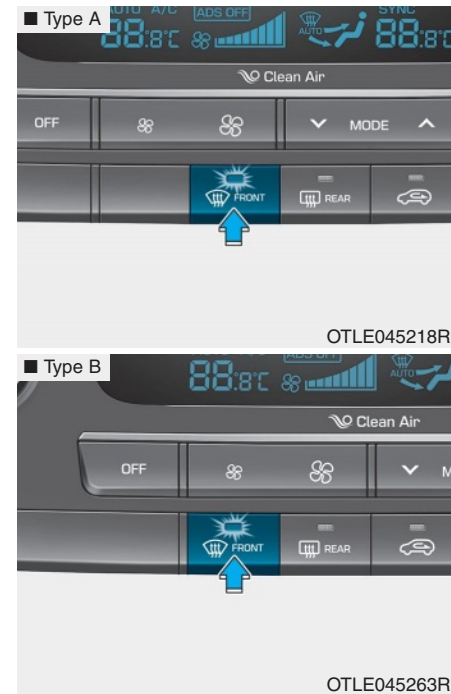 ■ Type A
AUTO A/C ADS OFF SYNC
88:8°C AUTO 88:8°C
Clean Air
OFF MODE
FRONT REAR
OTLE045218R
■ Type B
ADS OFF
88:8°C AUTO
Clean Air
OFF M
FRONT REAR
OTLE045263R